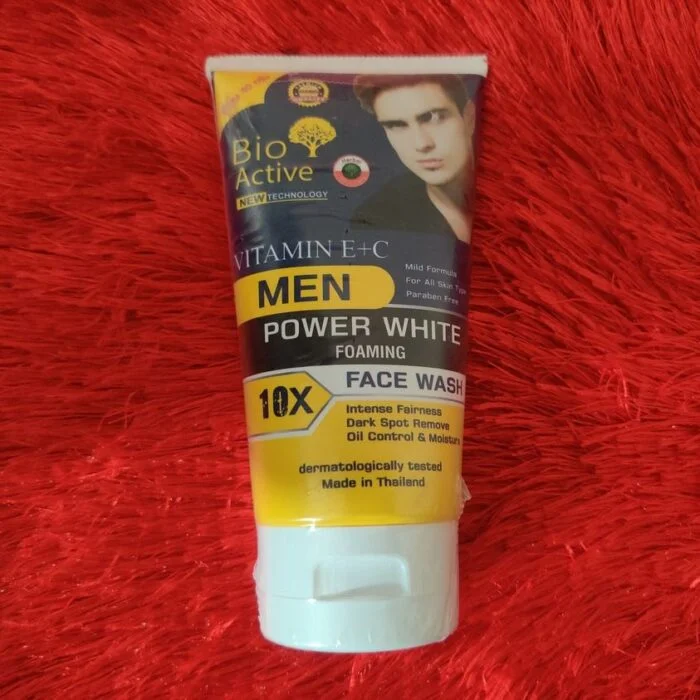 Bio
Active
Herbal
NEW TECHNOLOGY
VITAMIN E+C
MEN
Mild Formula
For All Skin Type
Paraben Free
POWER WHITE
FOAMING
FACE WASH
10X
Intense Fairness
Dark Spot Remove
Oil Control & Moisture
dermatologically tested
Made in Thailand